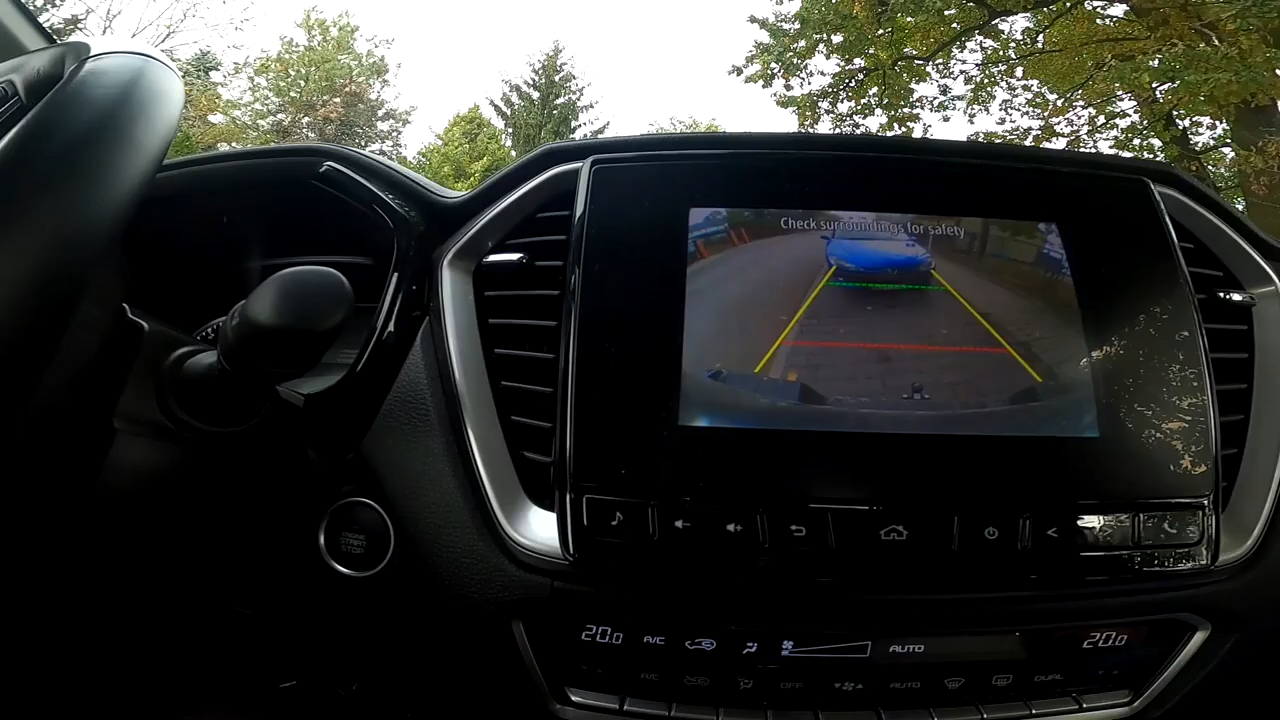 Check surroundings for safety
ENGINE
START
STOP
20.0 A/C AUTO 20.0
A/C OFF AUTO DUAL